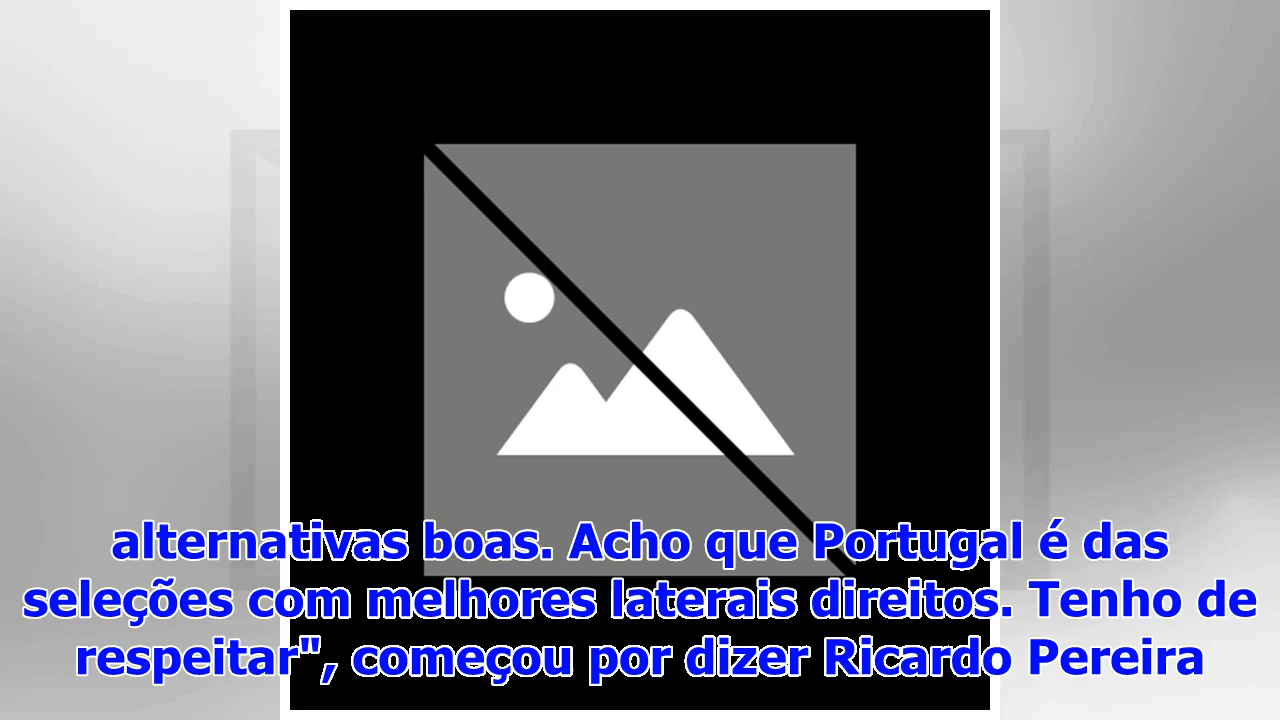 alternativas boas. Acho que Portugal é das
seleções com melhores laterais direitos. Tenho de
respeitar", começou por dizer Ricardo Pereira